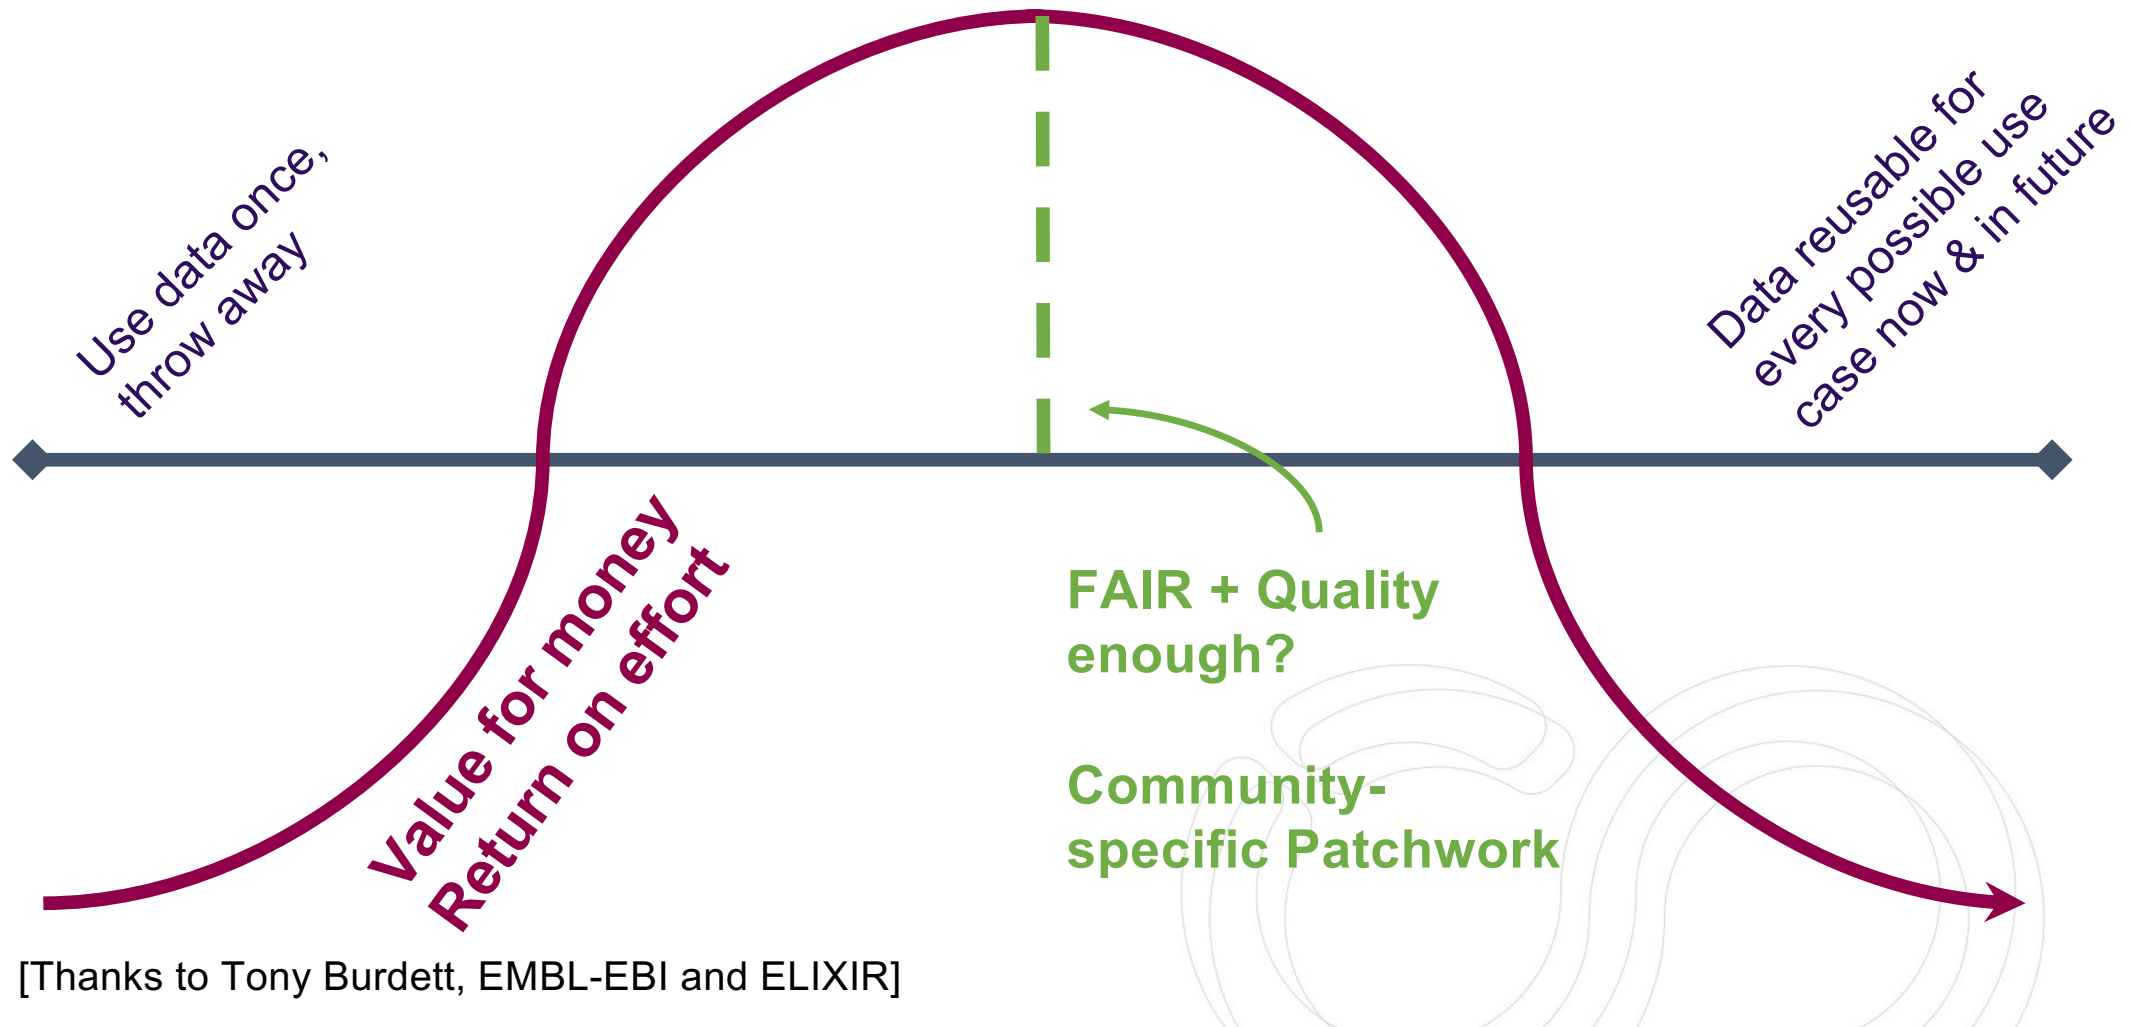 Use data once,
throw away
Data reusable for
every possible use
case now & in future
Value for money
Return on effort
FAIR + Quality
enough?
Community-
specific Patchwork
[Thanks to Tony Burdett, EMBL-EBI and ELIXIR]